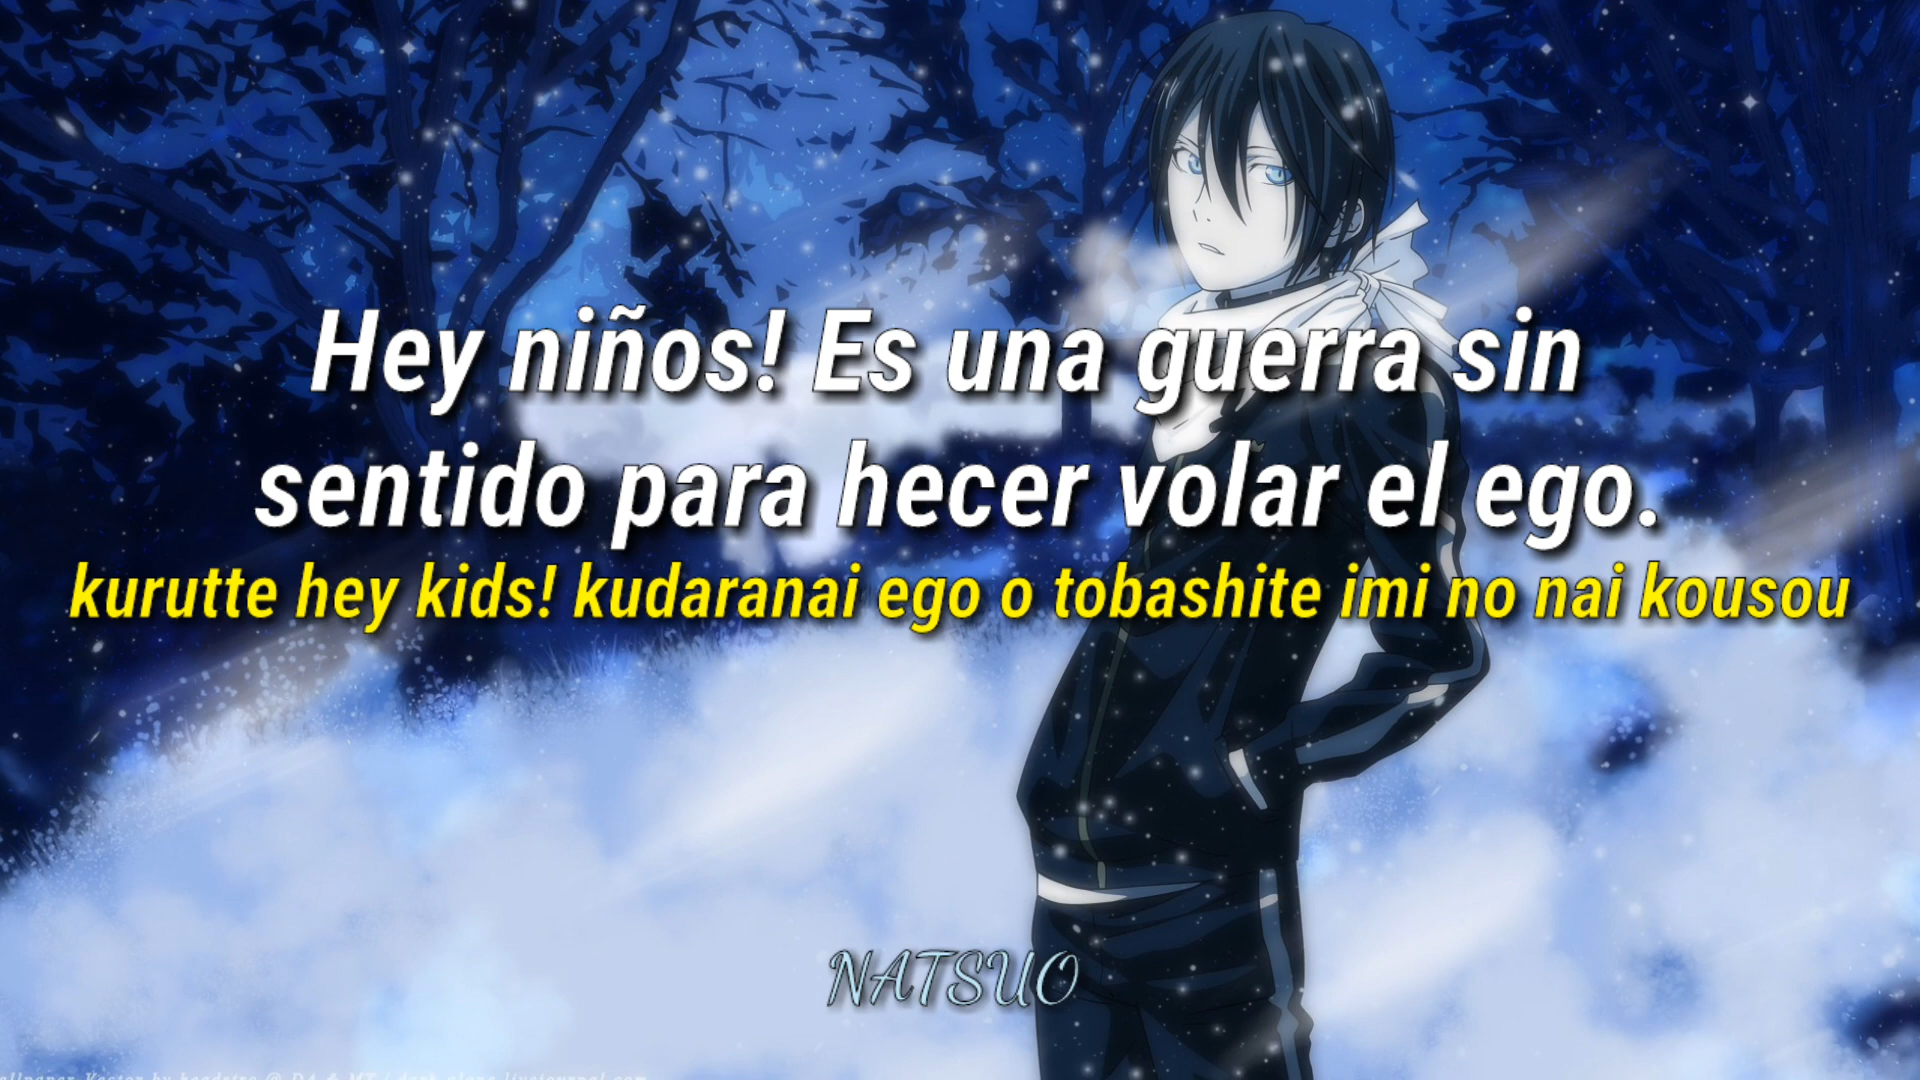 Hey niños! Es una guerra sin
sentido para hecer volar el ego.
kurutte hey kids! kudaranai ego o tobashite imi no nai kousou
NATSUO